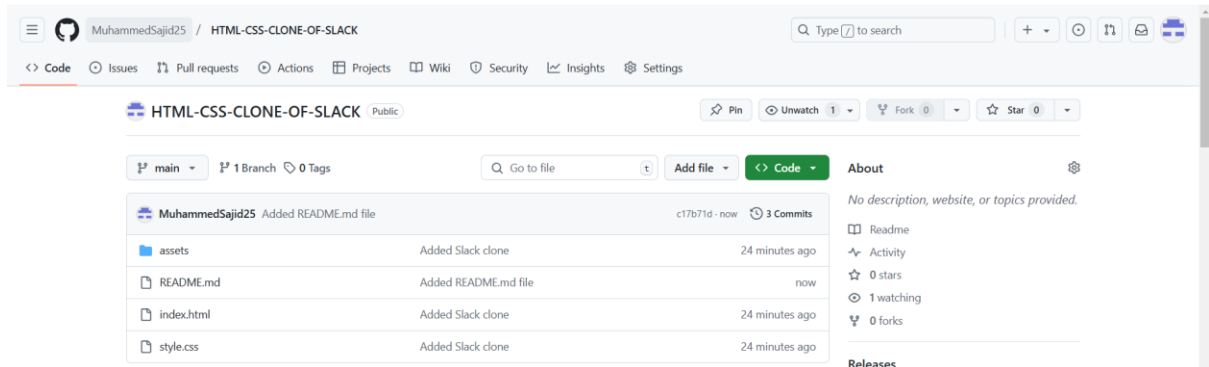 MuhammedSajid25 / HTML-CSS-CLONE-OF-SLACK
Type / to search
Code Issues Pull requests Actions Projects Wiki Security Insights Settings
HTML-CSS-CLONE-OF-SLACK Public
Pin Unwatch 1 Fork 0 Star 0
main 1 Branch 0 Tags Go to file t Add file Code
About
No description, website, or topics provided.
MuhammedSajid25 Added README.md file c17b71d · now 3 Commits
Readme
assets Added Slack clone 24 minutes ago
Activity
README.md Added README.md file now
0 stars
1 watching
index.html Added Slack clone 24 minutes ago
0 forks
style.css Added Slack clone 24 minutes ago
Releases